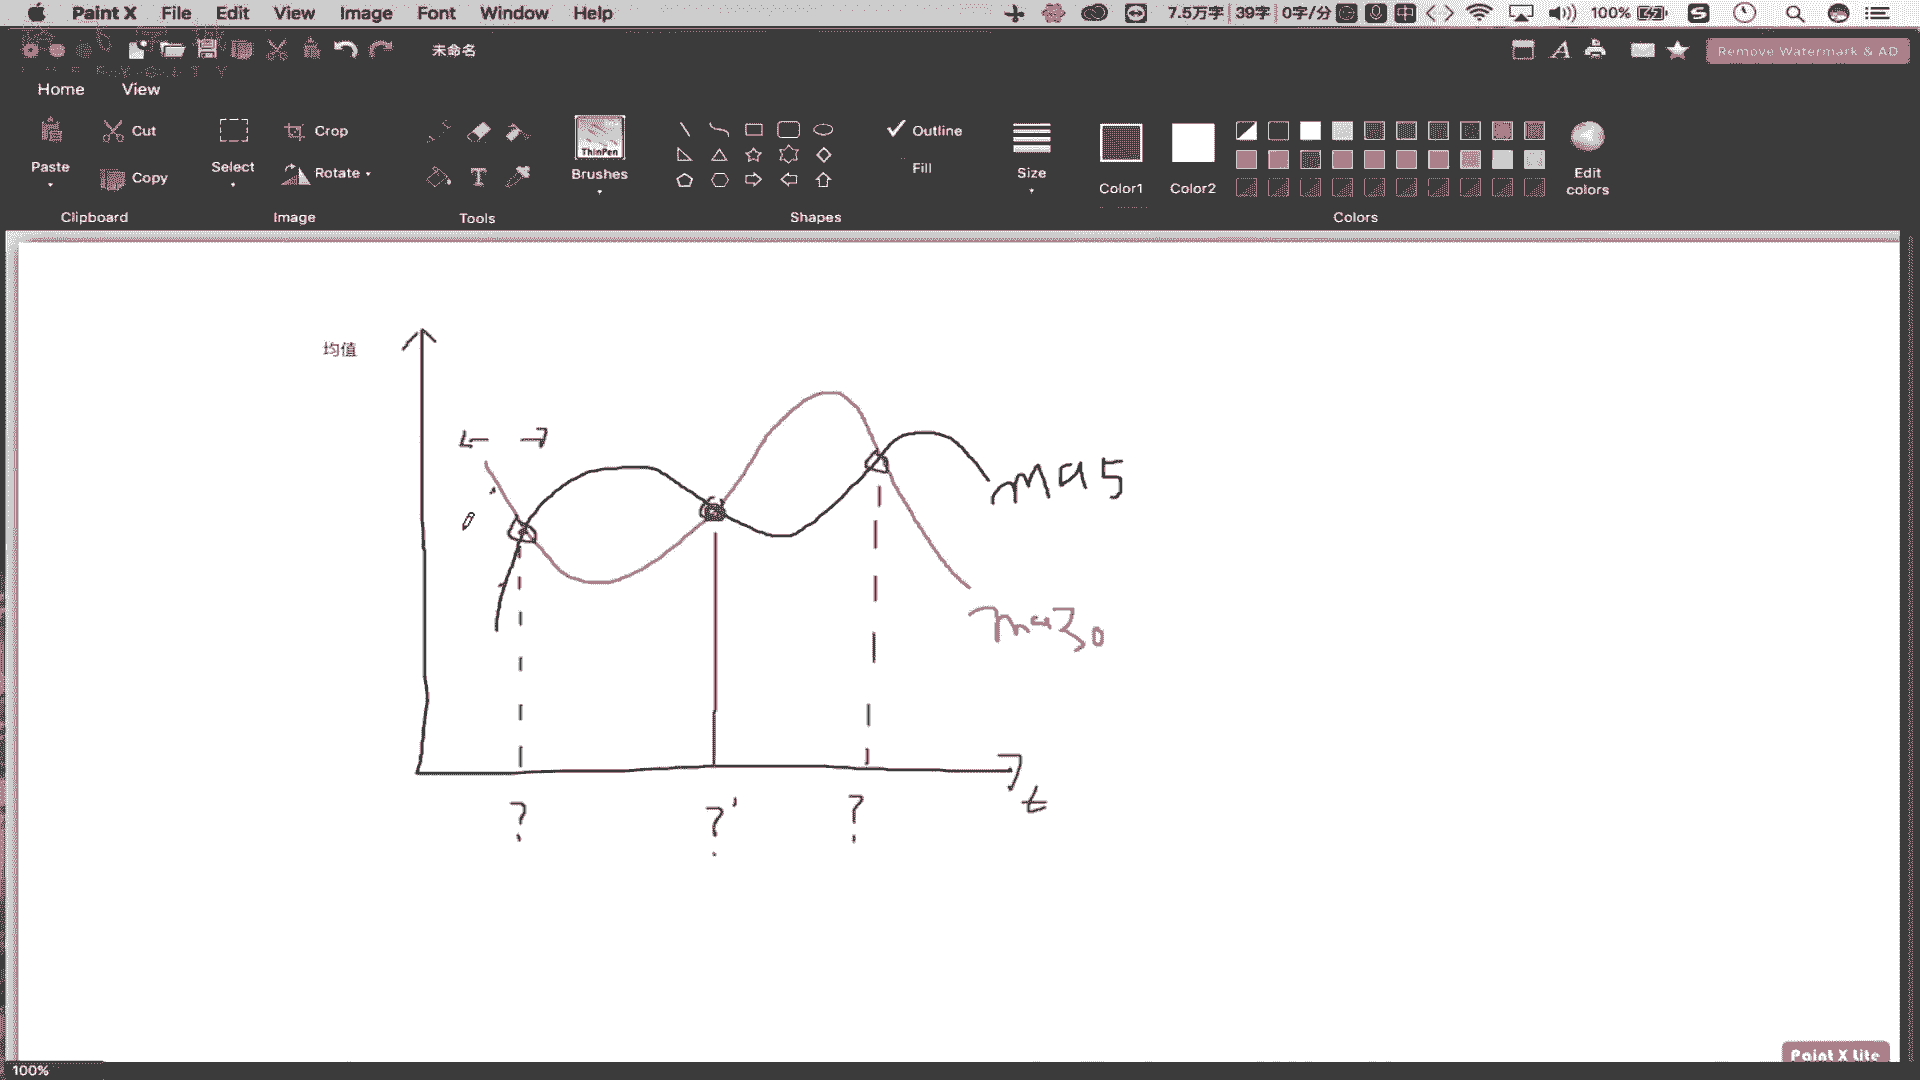 Paint X File Edit View Image Font Window Help 7.5万字 39字 0字/分 中 100%
未命名 A Remove Watermark & AD
Home View
Paste Cut Copy Select Crop Rotate T ThinPen Brushes Outline Fill Size Color1 Color2 Edit colors
Clipboard Image Tools Shapes Colors
均值
ma5
ma30
t
? ?' ?
Paint X Lite
100%